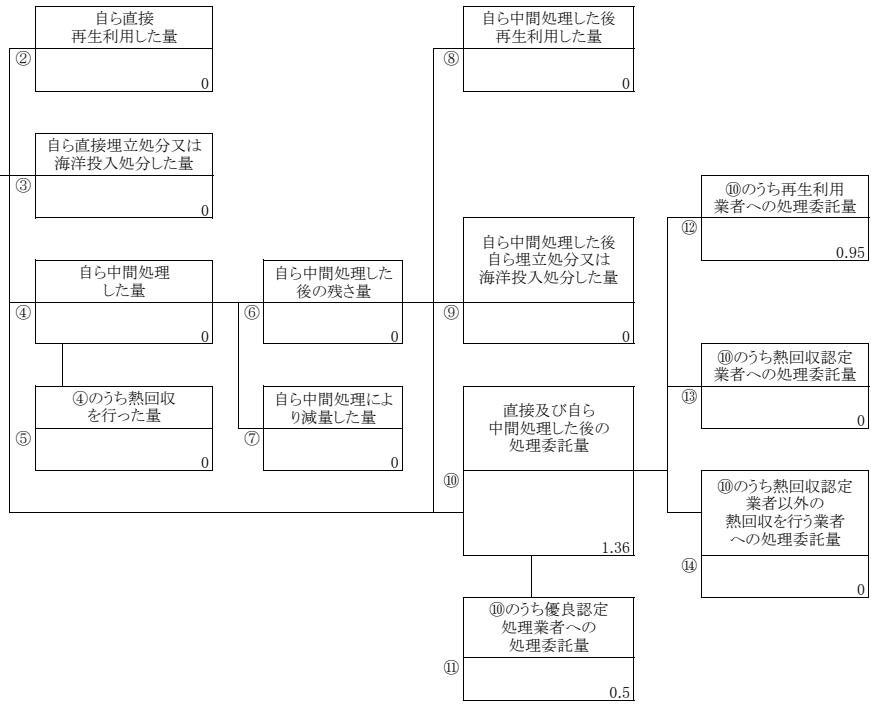 自ら直接
再生利用した量
②
0
自ら直接埋立処分又は
海洋投入処分した量
③
0
自ら中間処理
した量
④
0
④のうち熱回収
を行った量
⑤
0
自ら中間処理した
後の残さ量
⑥
0
自ら中間処理によ
り減量した量
⑦
0
自ら中間処理した後
再生利用した量
⑧
0
自ら中間処理した後
自ら埋立処分又は
海洋投入処分した量
⑨
0
直接及び自ら
中間処理した後の
処理委託量
⑩
1.36
⑩のうち優良認定
処理業者への
処理委託量
⑪
0.5
⑩のうち再生利用
業者への処理委託量
⑫
0.95
⑩のうち熱回収認定
業者への処理委託量
⑬
0
⑩のうち熱回収認定
業者以外の
熱回収を行う業者
への処理委託量
⑭
0